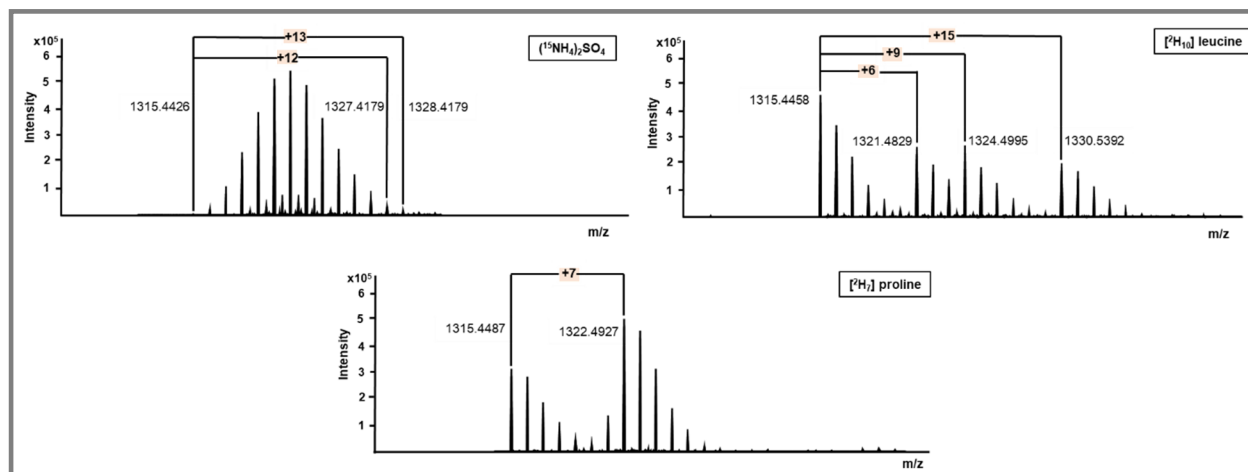 x10⁵
6
5
4
3
2
1
Intensity
+13
+12
1315.4426
1327.4179
1328.4179
(¹⁵NH₄)₂SO₄
m/z
x10⁵
6
5
4
3
2
1
Intensity
+15
+9
+6
1315.4458
1321.4829
1324.4995
1330.5392
[²H₁₀] leucine
m/z
x10⁵
6
5
4
3
2
1
Intensity
+7
1315.4487
1322.4927
[²H₇] proline
m/z